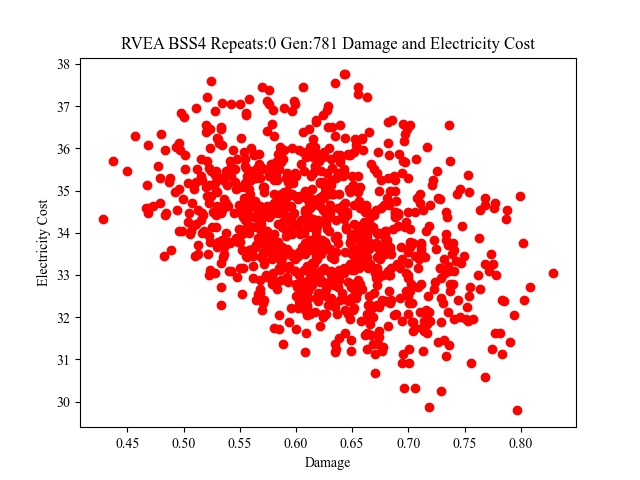 RVEA BSS4 Repeats:0 Gen:781 Damage and Electricity Cost
38
37
36
35
34
33
32
31
30
Electricity Cost
0.45 0.50 0.55 0.60 0.65 0.70 0.75 0.80
Damage